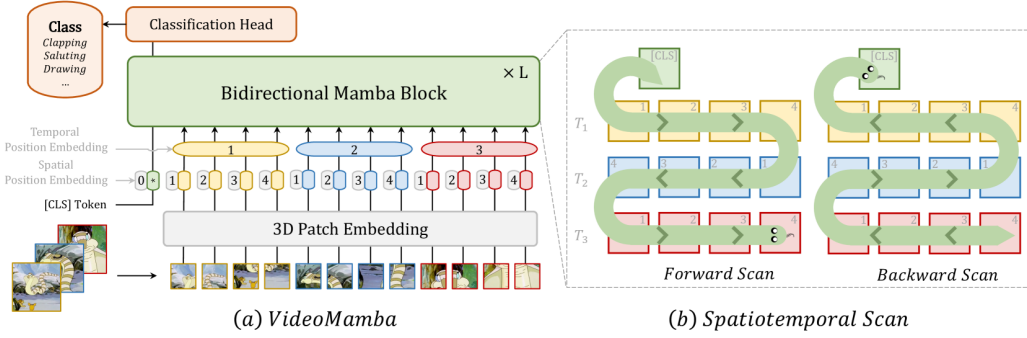 Class
Clapping
Saluting
Drawing
...
Classification Head
× L
Bidirectional Mamba Block
Temporal
Position Embedding
1 2 3
Spatial
Position Embedding
0 * 1 2 3 4 1 2 3 4 1 2 3 4
[CLS] Token
3D Patch Embedding
(a) VideoMamba
[CLS]
T1 1 2 3 4
T2 4 3 2 1
T3 1 2 3 4
Forward Scan
[CLS]
1 2 3 4
4 3 2 1
1 2 3 4
Backward Scan
(b) Spatiotemporal Scan